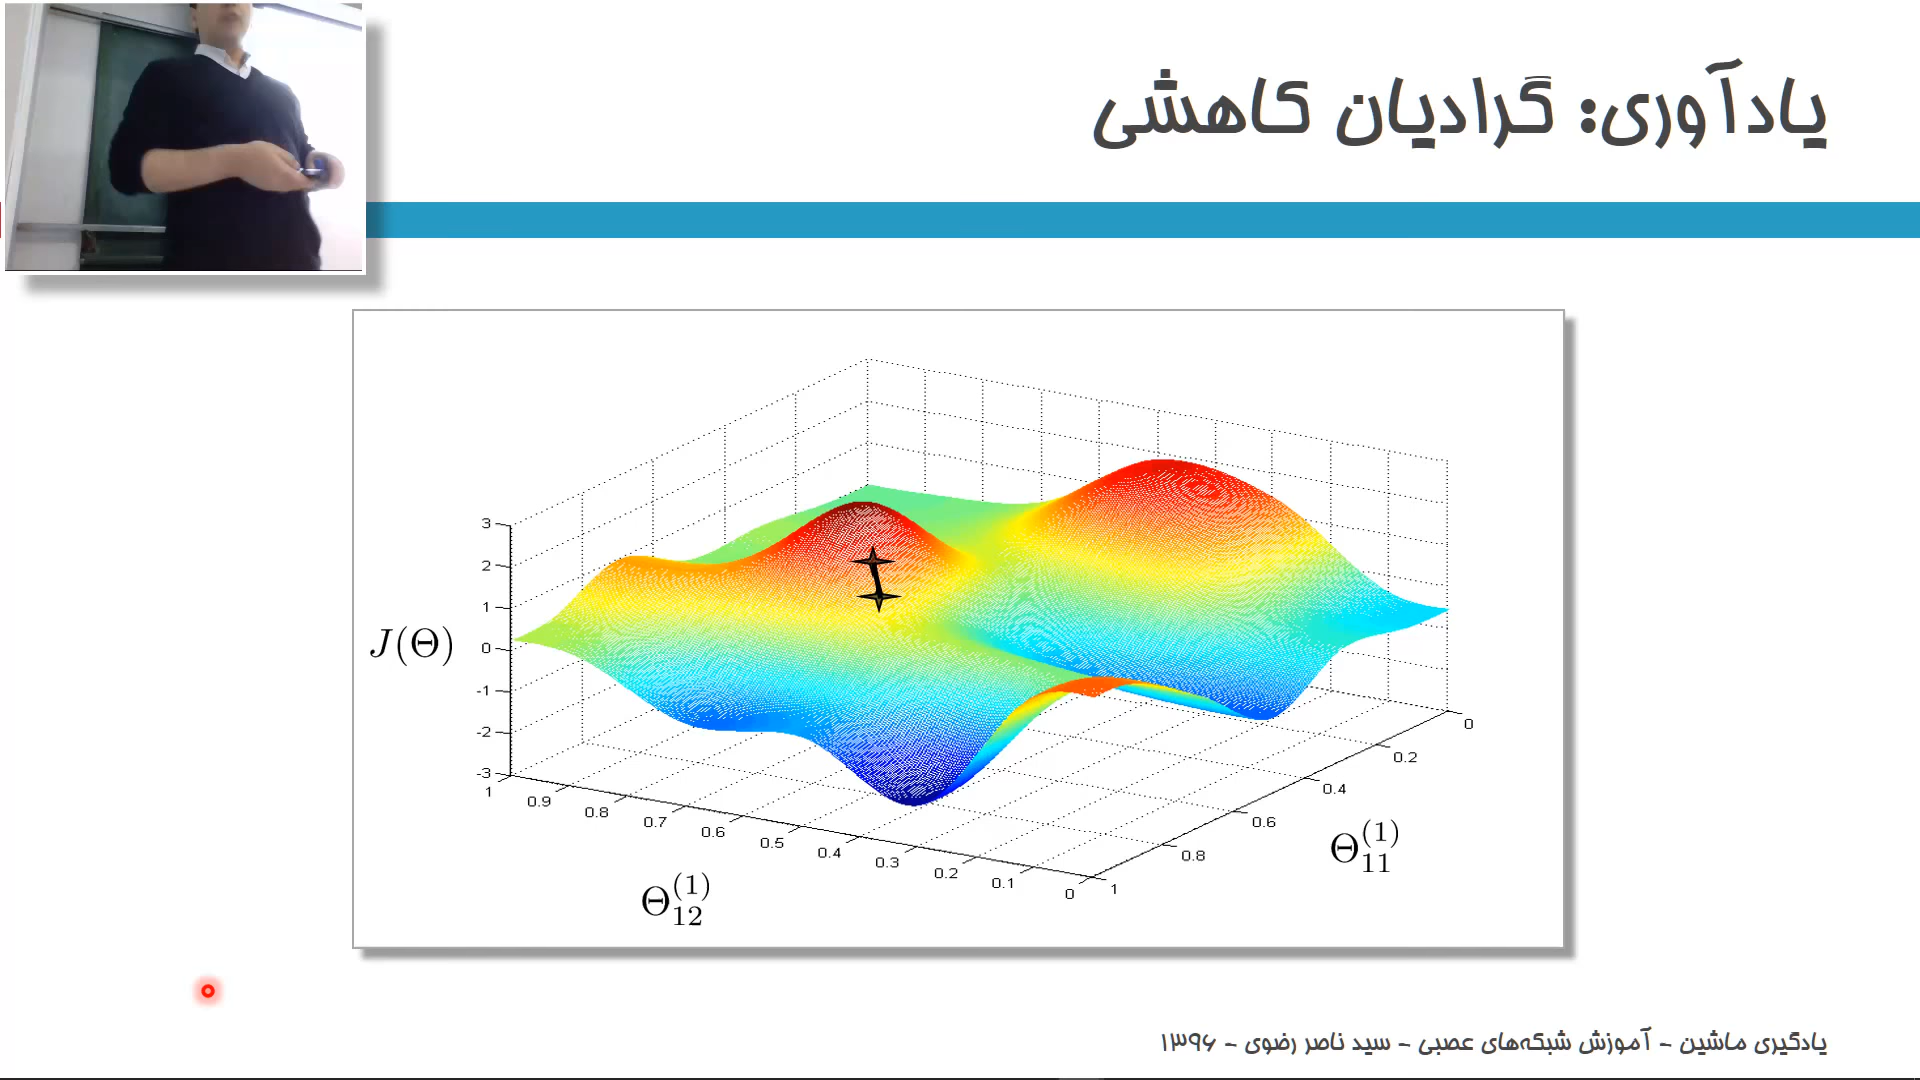 یادآوری: گرادیان کاهشی
3
2
1
0
-1
-2
-3
J(Θ)
1 0.9 0.8 0.7 0.6 0.5 0.4 0.3 0.2 0.1 0
Θ₁₂⁽¹⁾
1 0.8 0.6 0.4 0.2 0
Θ₁₁⁽¹⁾
یادگیری ماشین - آموزش شبکه‌های عصبی - سید ناصر رضوی - ۱۳۹۶